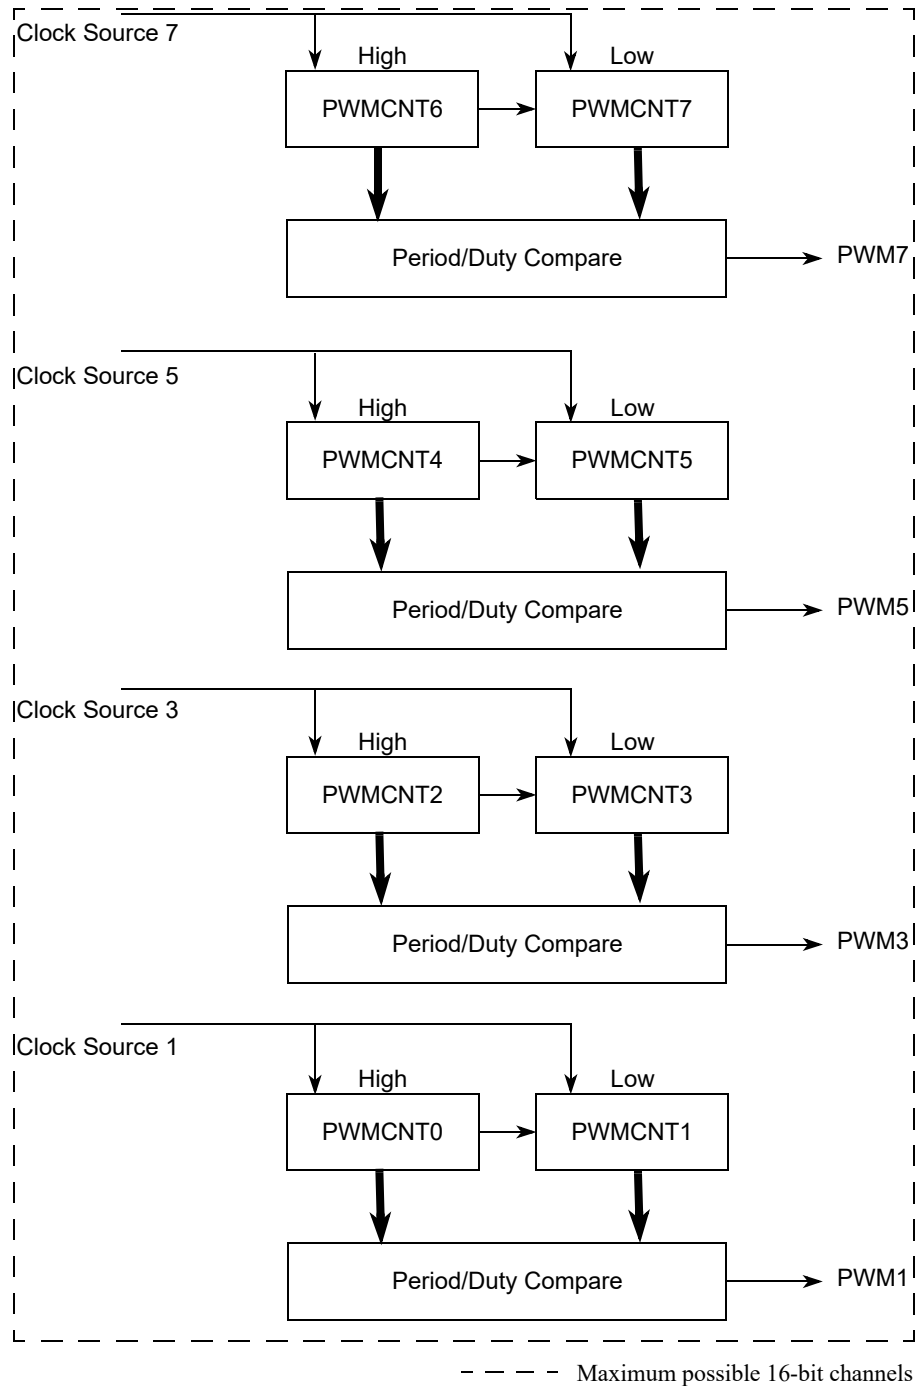 Clock Source 7
High
Low
PWMCNT6
PWMCNT7
Period/Duty Compare
PWM7
Clock Source 5
High
Low
PWMCNT4
PWMCNT5
Period/Duty Compare
PWM5
Clock Source 3
High
Low
PWMCNT2
PWMCNT3
Period/Duty Compare
PWM3
Clock Source 1
High
Low
PWMCNT0
PWMCNT1
Period/Duty Compare
PWM1
Maximum possible 16-bit channels